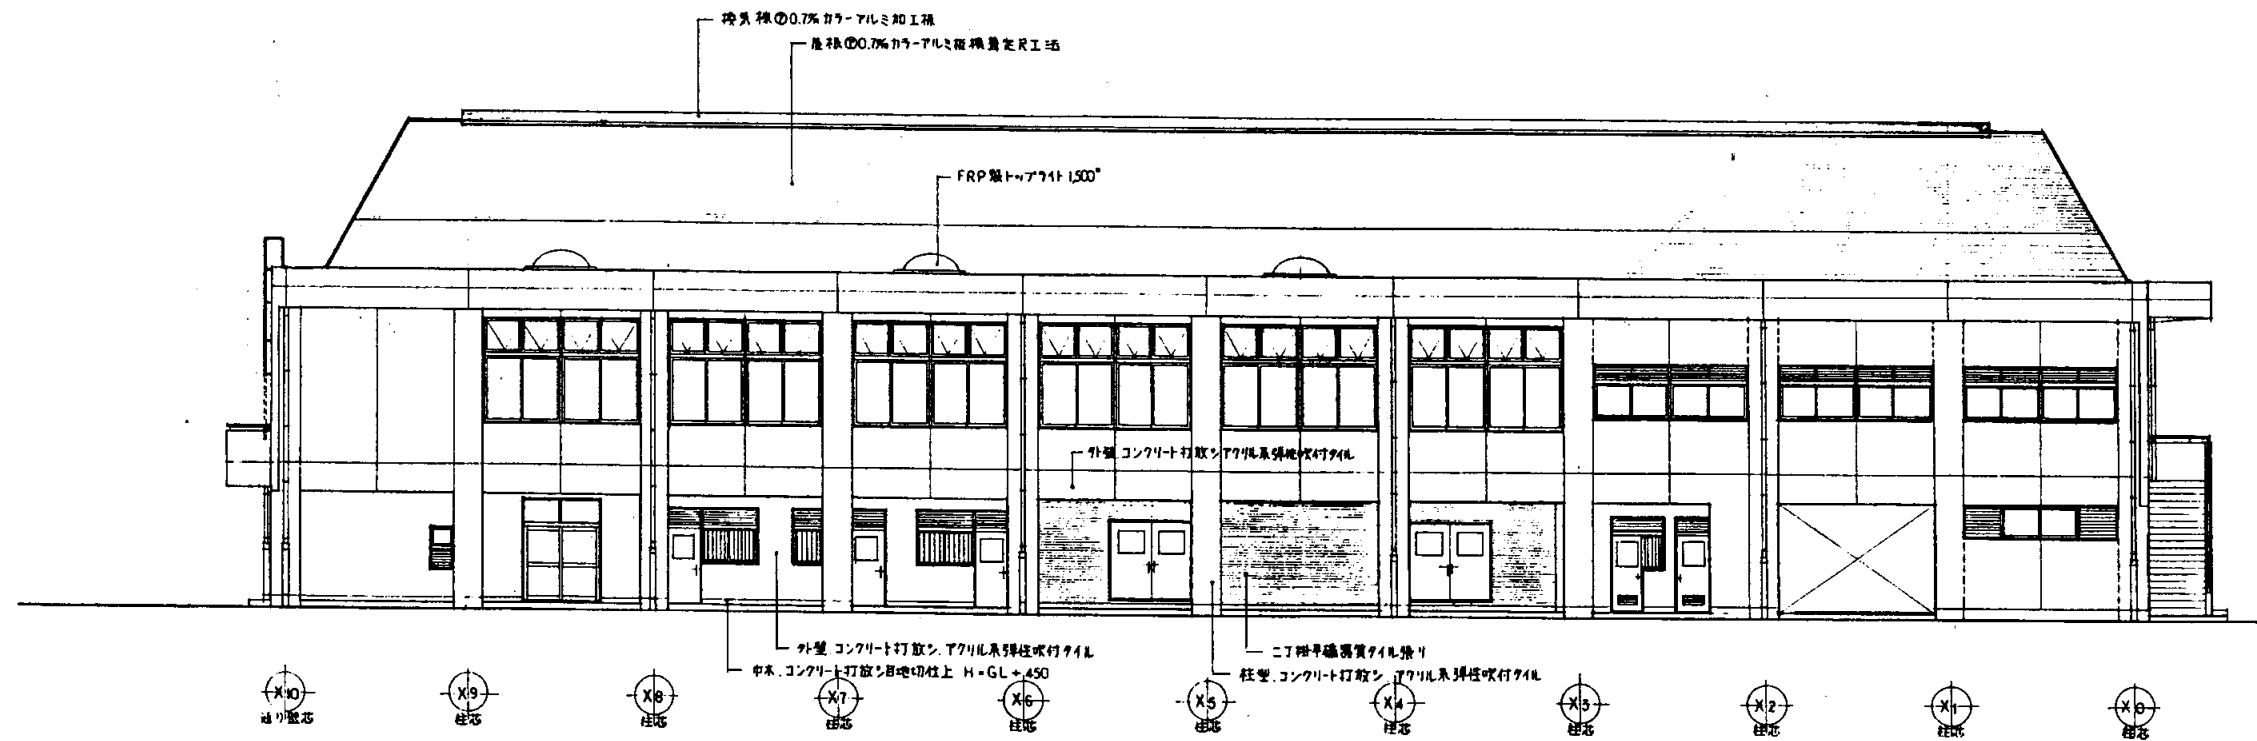 換気棟⑦0.7%カラーアルミ加工板
屋根⑦0.7%カラーアルミ板横葺定尺工法
FRP製トップライト1,500°
外壁 コンクリート打放シアクリル系弾性吹付タイル
外壁 コンクリート打放シ.アクリル系弾性吹付タイル
巾木.コンクリート打放シ目地切仕上 H=GL+450
二丁掛半磁器質タイル張リ
柱型.コンクリート打放シ アクリル系弾性吹付タイル
X10 X9 X8 X7 X6 X5 X4 X3 X2 X1 X0
通り壁芯 柱芯 柱芯 柱芯 柱芯 柱芯 柱芯 柱芯 柱芯 柱芯 柱芯